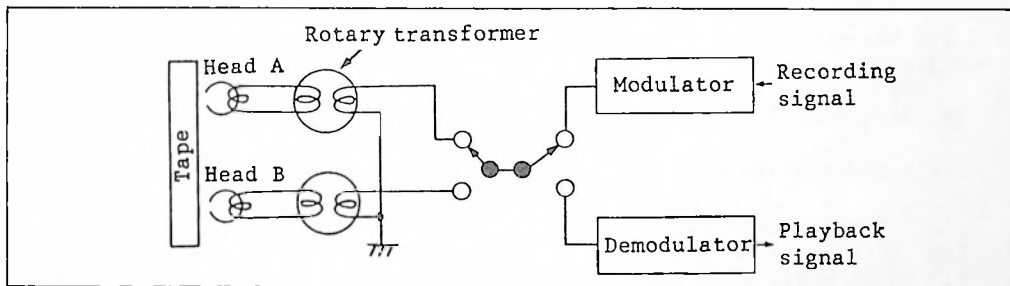 Rotary transformer
Head A
Tape
Head B
Modulator
Recording
signal
Demodulator
Playback
signal